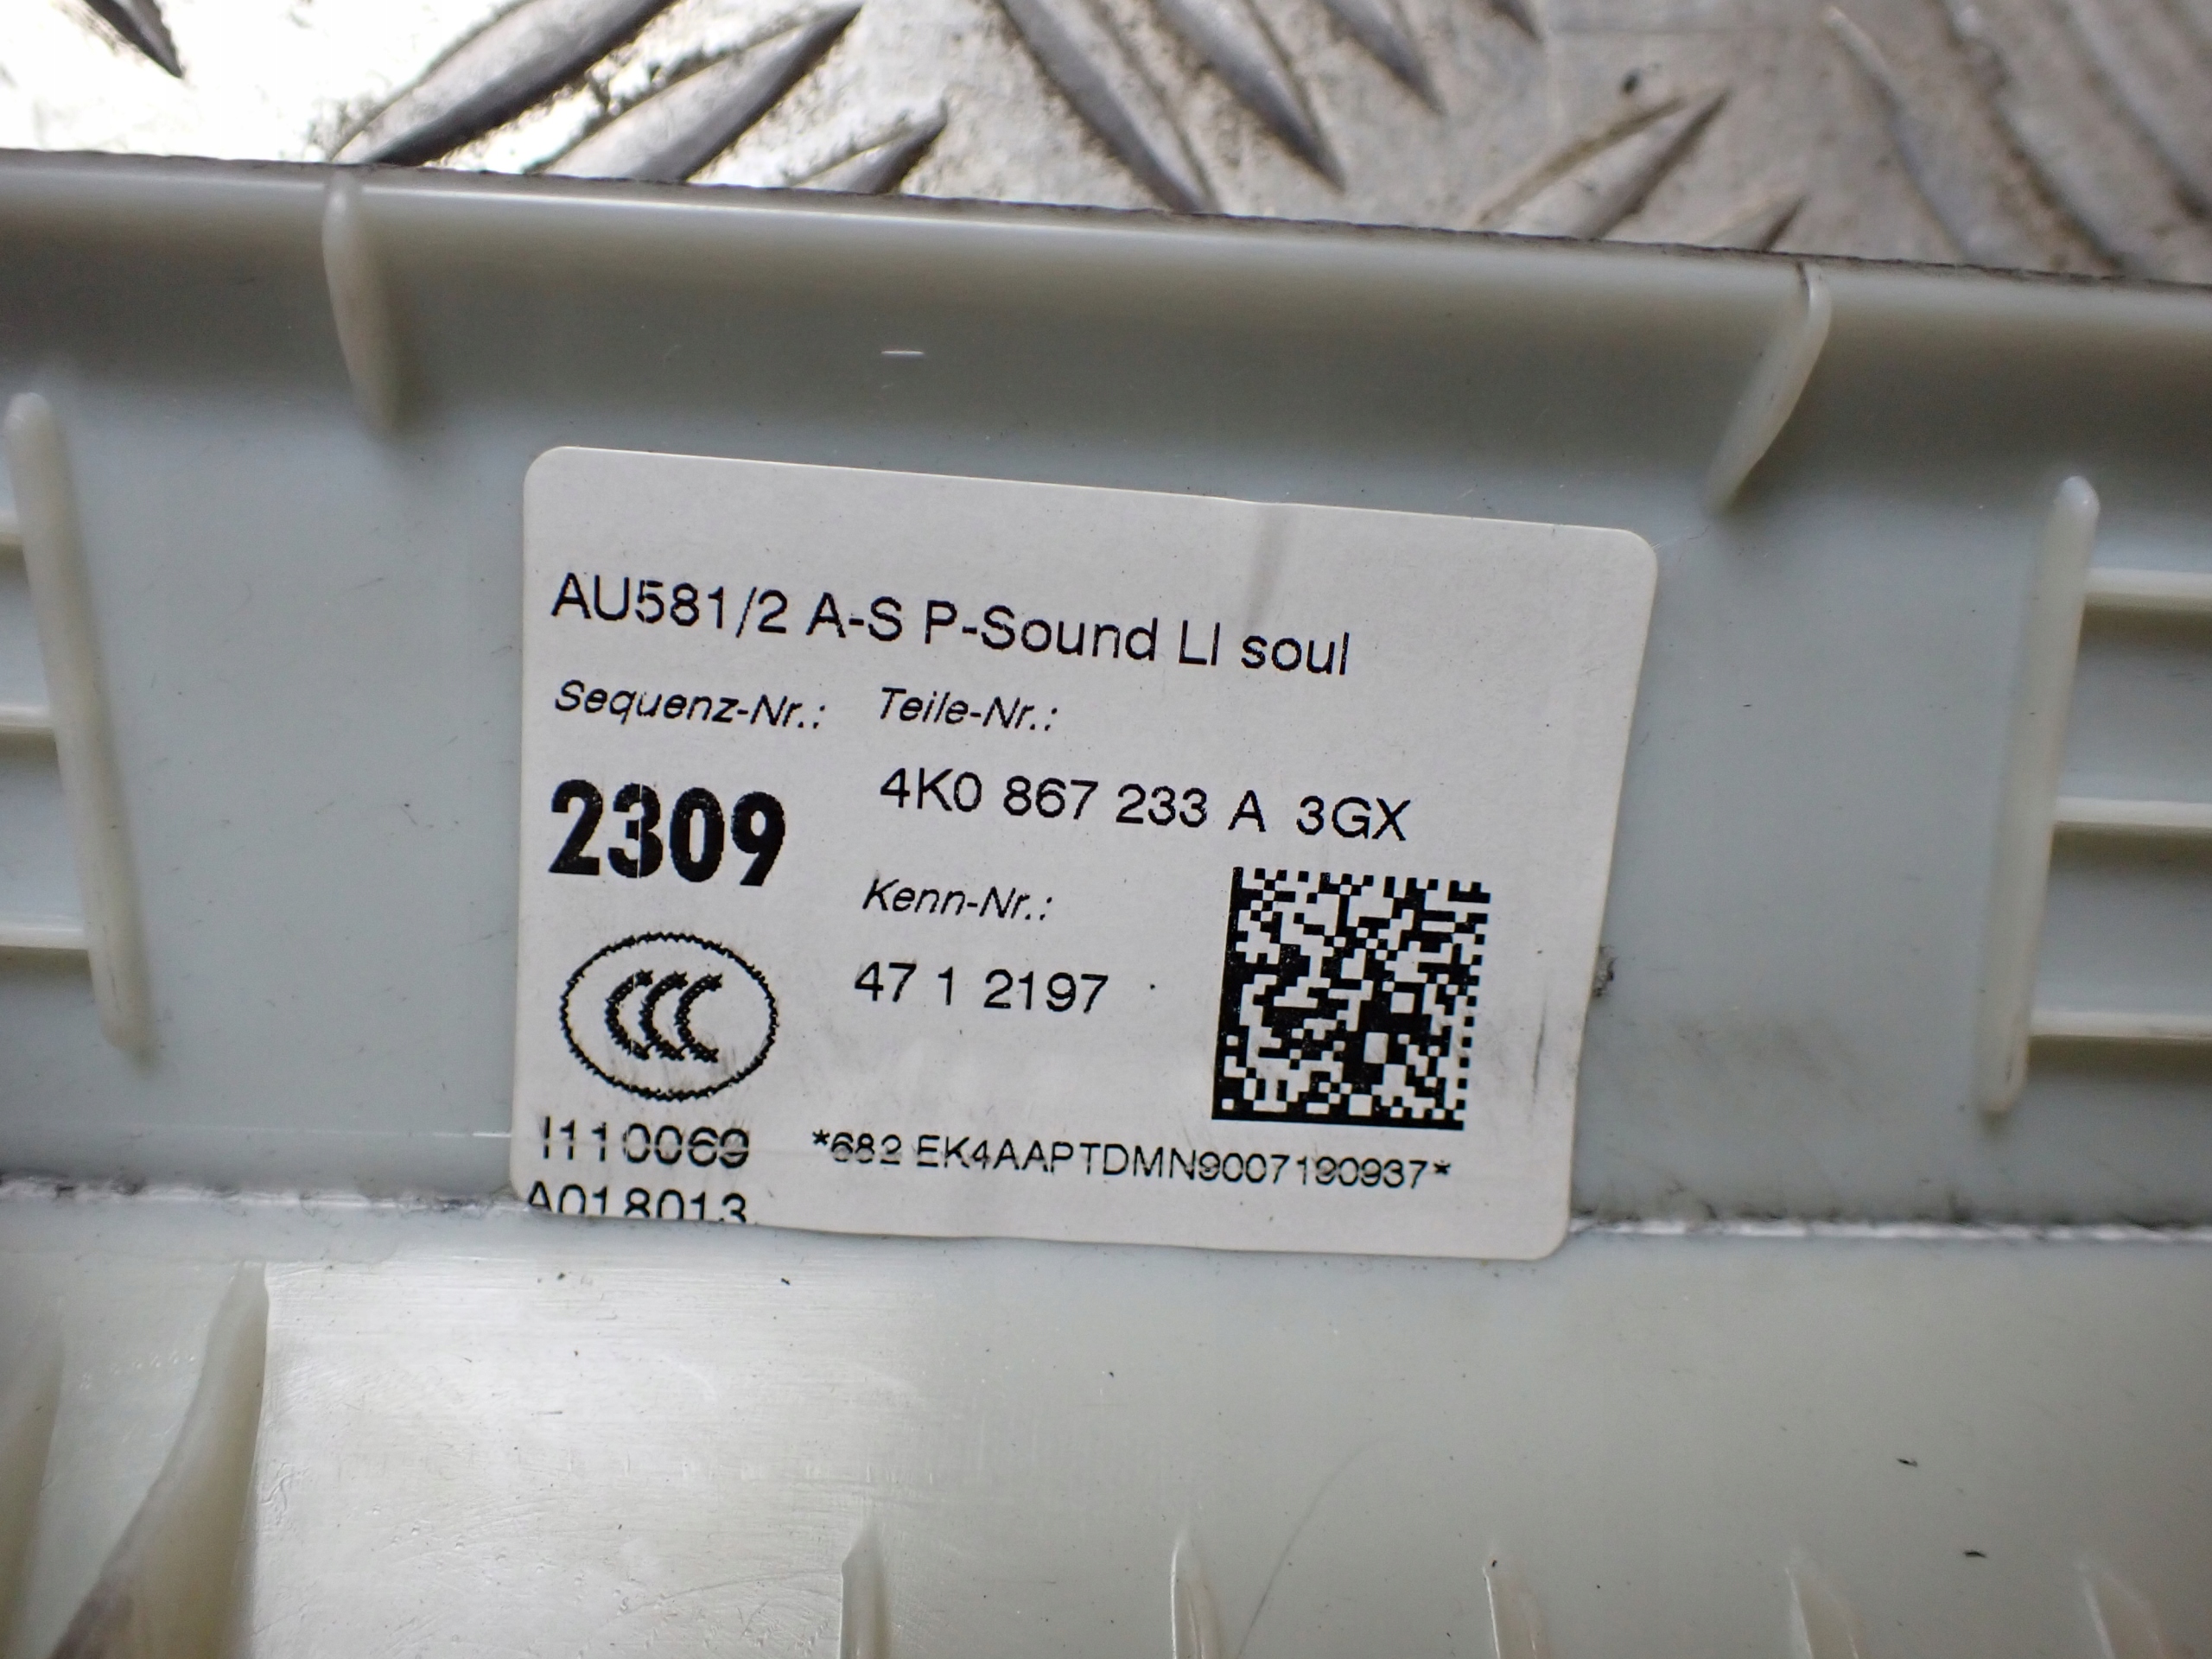 AU581/2 A-S P-Sound LI soul
Sequenz-Nr.: Teile-Nr.:
2309 4K0 867 233 A 3GX
Kenn-Nr.:
47 1 2197
CCC
I110069 *682 EK4AAPTDMN9007190937*
A018013